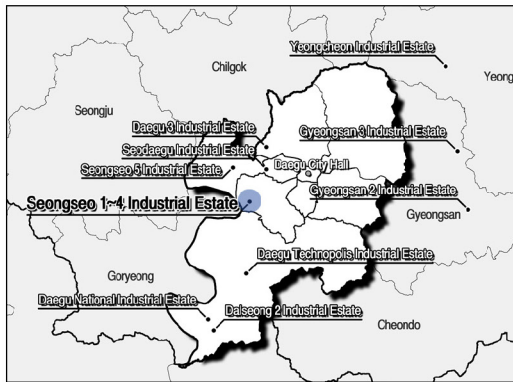 Yeongcheon Industrial Estate
Chilgok
Yeong
Seongju
Daegu 3 Industrial Estate
Gyeongsan 3 Industrial Estate
Seodaegu Industrial Estate
Daegu City Hall
Seongseo 5 Industrial Estate
Gyeongsan 2 Industrial Estate
Seongseo 1~4 Industrial Estate
Gyeongsan
Daegu Technopolis Industrial Estate
Goryeong
Daegu National Industrial Estate
Dalseong 2 Industrial Estate
Cheondo